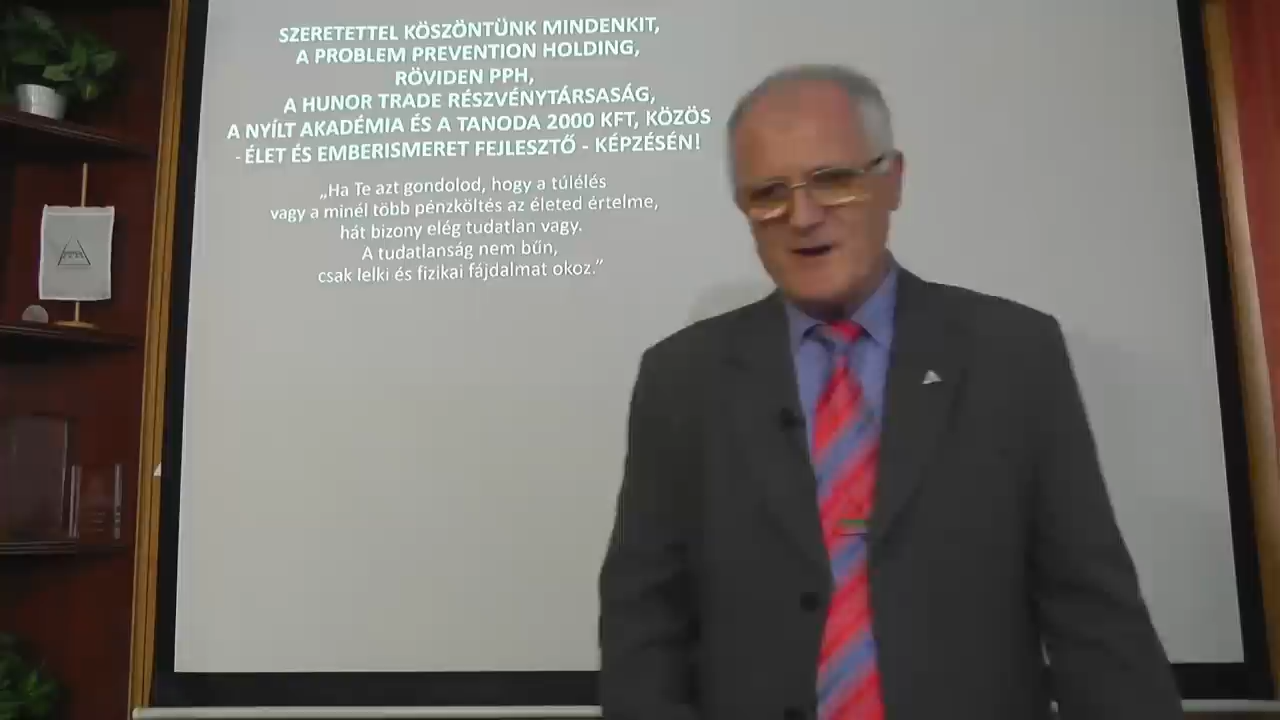 SZERETETTEL KÖSZÖNTÜNK MINDENKIT,
A PROBLEM PREVENTION HOLDING,
RÖVIDEN PPH,
A HUNOR TRADE RÉSZVÉNYTÁRSASÁG,
A NYÍLT AKADÉMIA ÉS A TANODA 2000 KFT, KÖZÖS
- ÉLET ÉS EMBERISMERET FEJLESZTŐ - KÉPZÉSÉN!
„Ha Te azt gondolod, hogy a túlélés
vagy a minél több pénzköltés az életed értelme,
hát bizony elég tudatlan vagy.
A tudatlanság nem bűn,
csak lelki és fizikai fájdalmat okoz.”